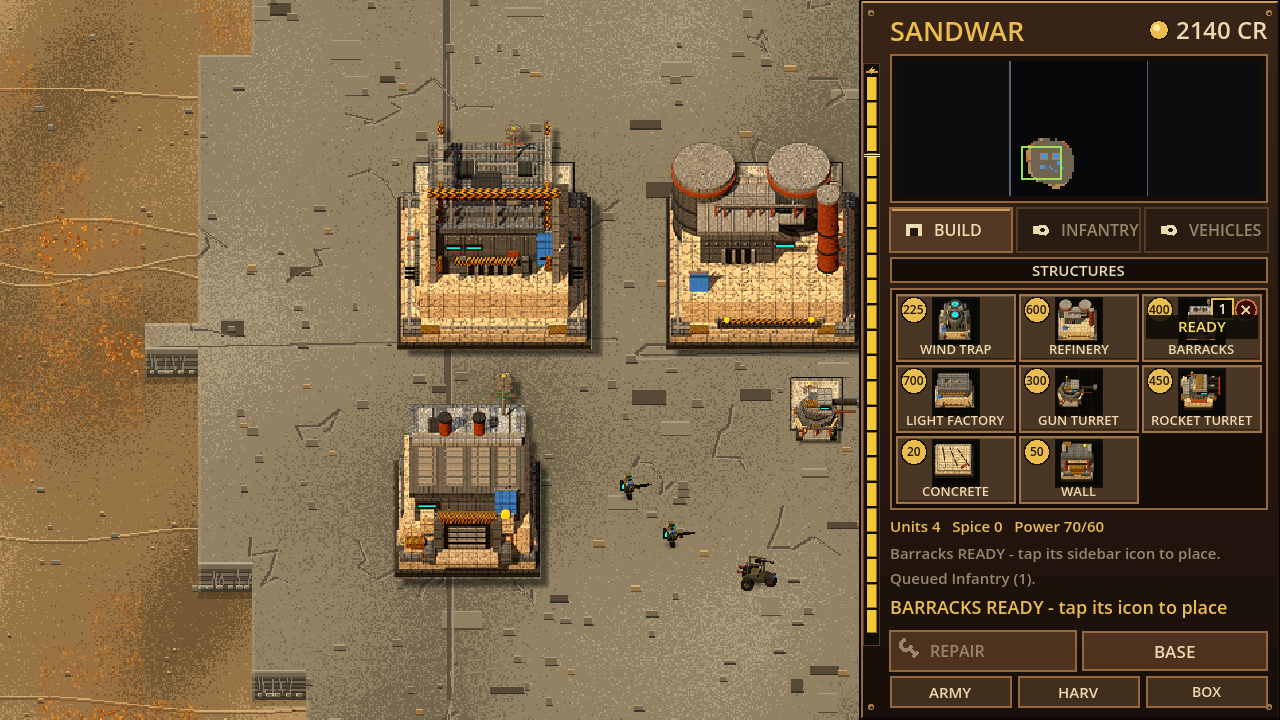 SANDWAR
2140 CR
BUILD
INFANTRY
VEHICLES
STRUCTURES
225
WIND TRAP
600
REFINERY
400
1
READY
BARRACKS
700
LIGHT FACTORY
300
GUN TURRET
450
ROCKET TURRET
20
CONCRETE
50
WALL
Units 4 Spice 0 Power 70/60
Barracks READY - tap its sidebar icon to place.
Queued Infantry (1).
BARRACKS READY - tap its icon to place
REPAIR
BASE
ARMY
HARV
BOX